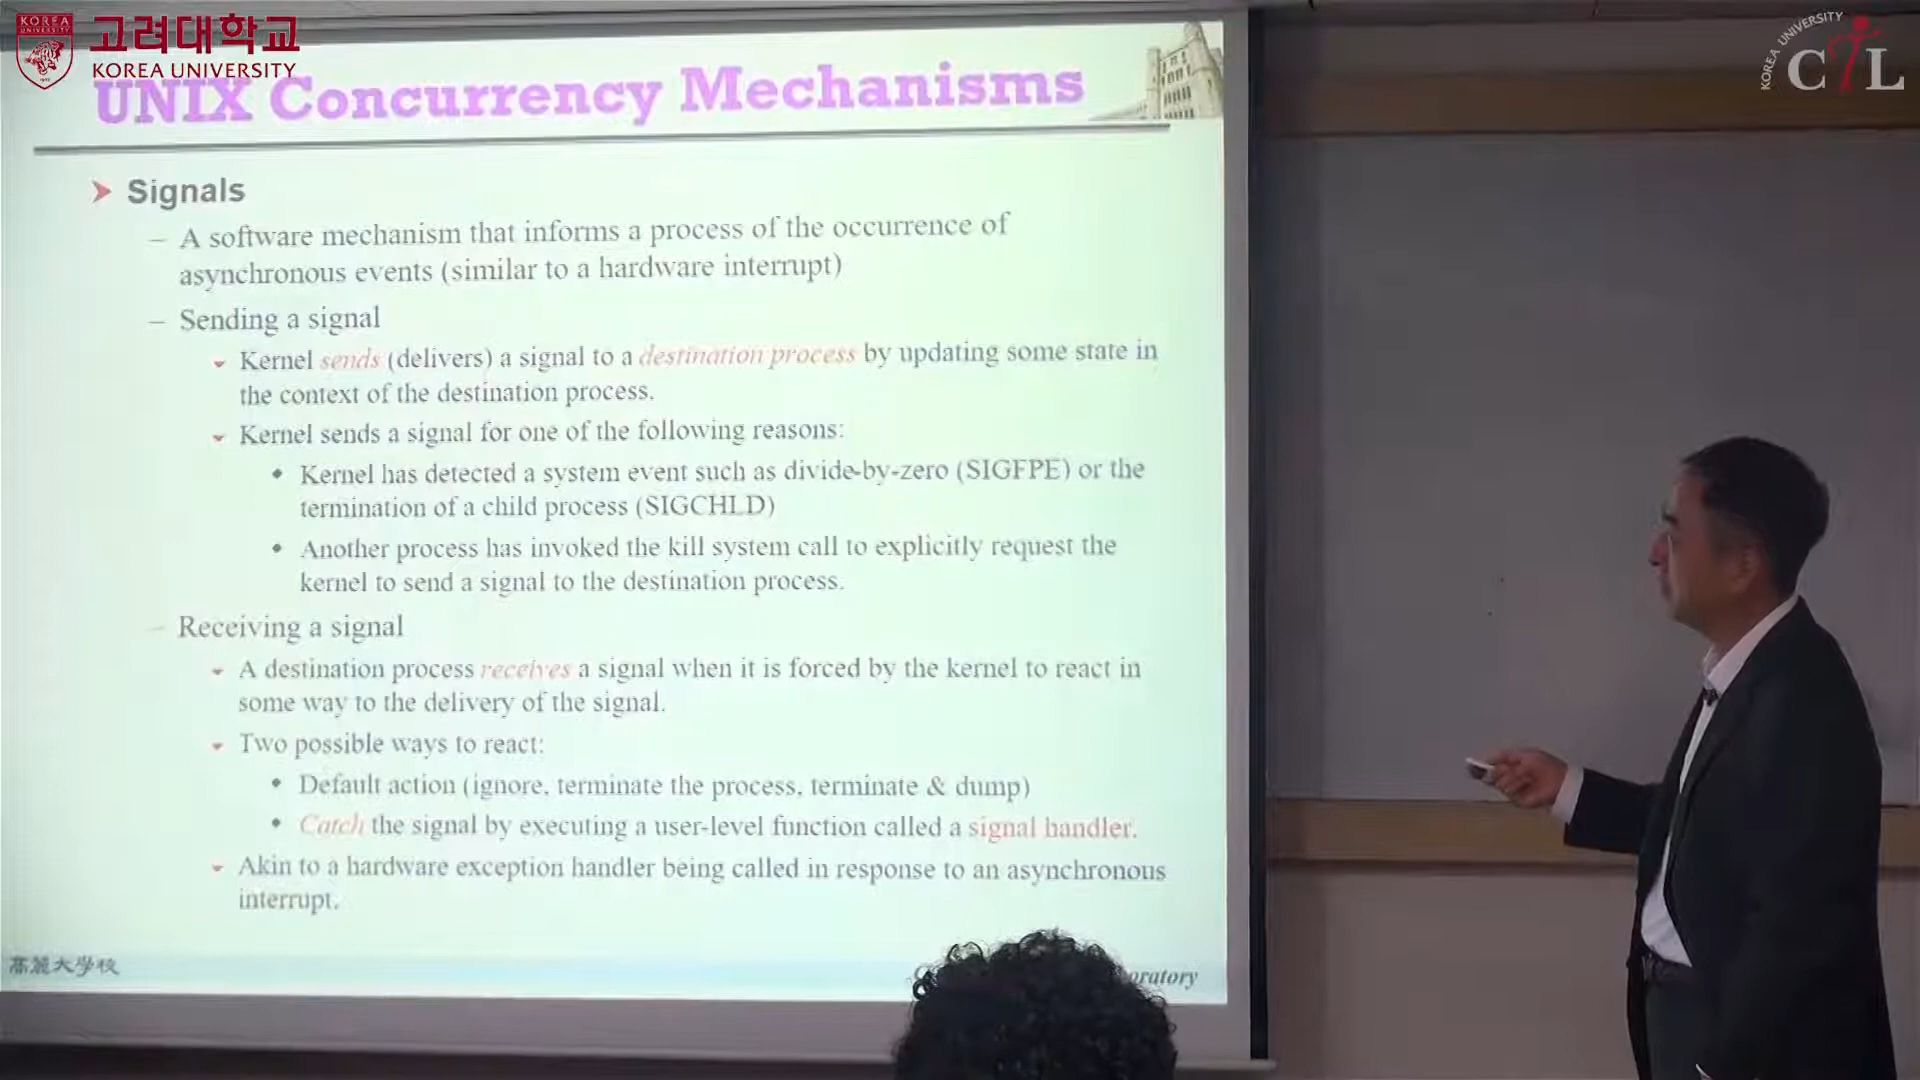 고려대학교
KOREA UNIVERSITY
KOREA UNIVERSITY
KOREA UNIVERSITY
CTL
UNIX Concurrency Mechanisms
➤ Signals
– A software mechanism that informs a process of the occurrence of
asynchronous events (similar to a hardware interrupt)
– Sending a signal
Kernel sends (delivers) a signal to a destination process by updating some state in
the context of the destination process.
Kernel sends a signal for one of the following reasons:
• Kernel has detected a system event such as divide-by-zero (SIGFPE) or the
termination of a child process (SIGCHLD)
• Another process has invoked the kill system call to explicitly request the
kernel to send a signal to the destination process.
– Receiving a signal
A destination process receives a signal when it is forced by the kernel to react in
some way to the delivery of the signal.
Two possible ways to react:
• Default action (ignore, terminate the process, terminate & dump)
• Catch the signal by executing a user-level function called a signal handler.
Akin to a hardware exception handler being called in response to an asynchronous
interrupt.
高麗大學校